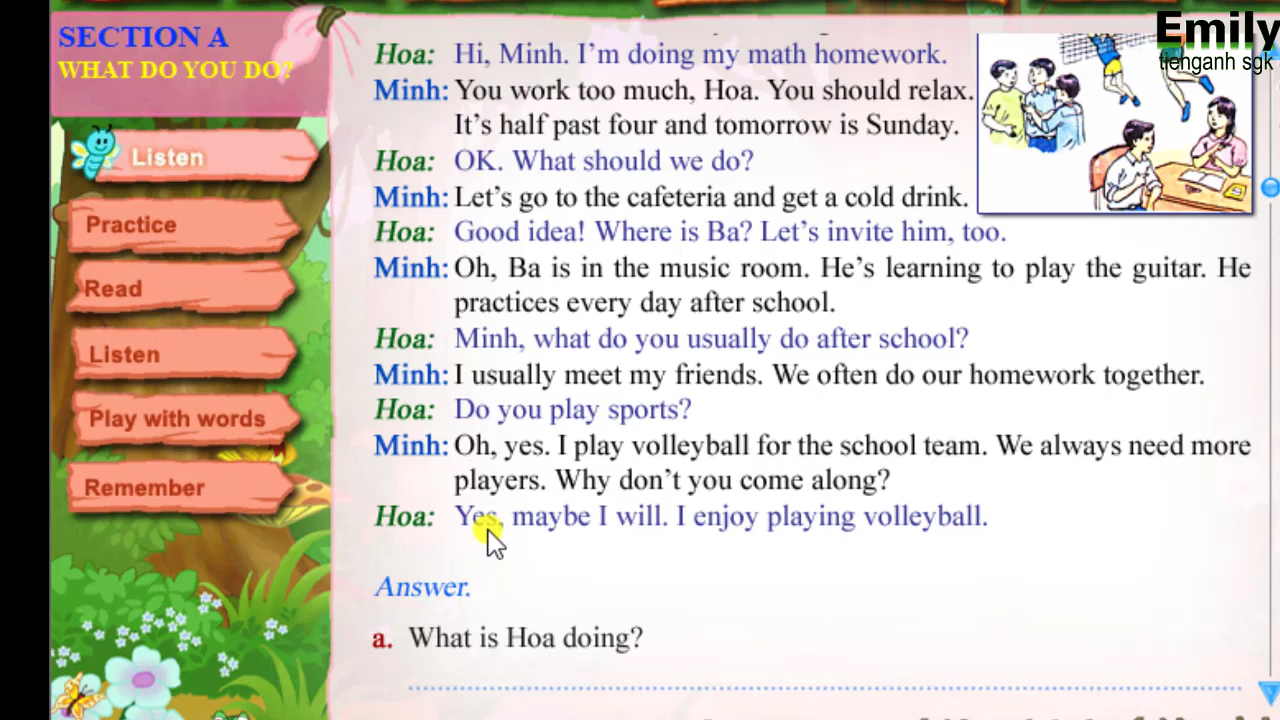 SECTION A
WHAT DO YOU DO?
Emily
tienganh sgk
Listen
Practice
Read
Listen
Play with words
Remember
Hoa: Hi, Minh. I'm doing my math homework.
Minh: You work too much, Hoa. You should relax.
It's half past four and tomorrow is Sunday.
Hoa: OK. What should we do?
Minh: Let's go to the cafeteria and get a cold drink.
Hoa: Good idea! Where is Ba? Let's invite him, too.
Minh: Oh, Ba is in the music room. He's learning to play the guitar. He
practices every day after school.
Hoa: Minh, what do you usually do after school?
Minh: I usually meet my friends. We often do our homework together.
Hoa: Do you play sports?
Minh: Oh, yes. I play volleyball for the school team. We always need more
players. Why don't you come along?
Hoa: Yes, maybe I will. I enjoy playing volleyball.
Answer.
a. What is Hoa doing?